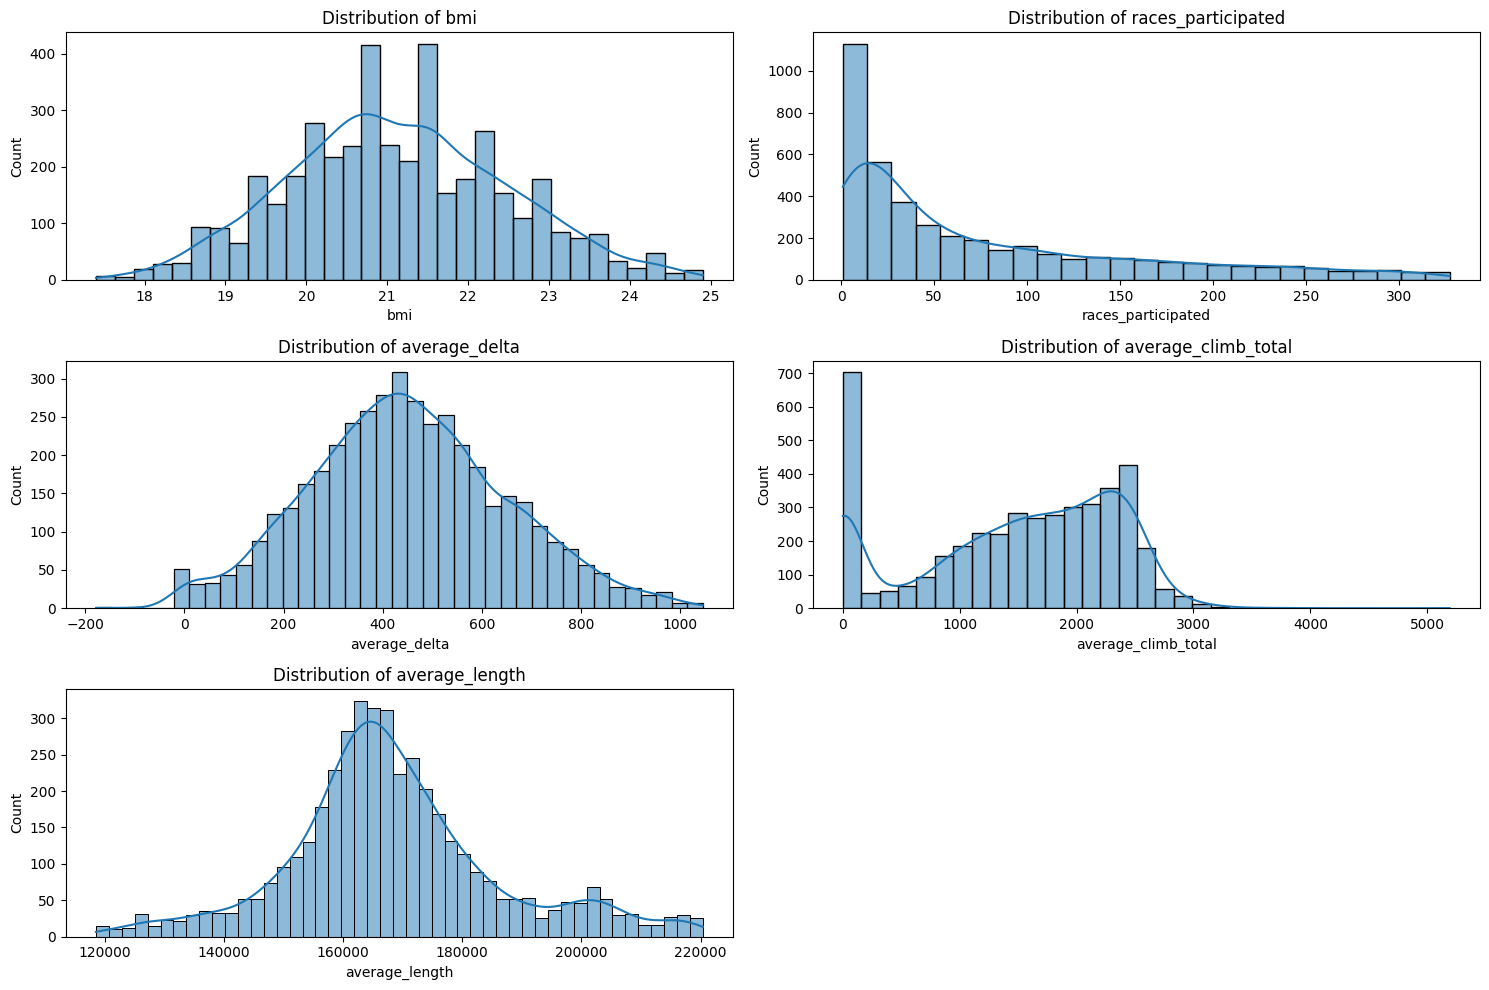 Distribution of bmi
400
300
200
100
0
Count
18 19 20 21 22 23 24 25
bmi
Distribution of races_participated
1000
800
600
400
200
0
Count
0 50 100 150 200 250 300
races_participated
Distribution of average_delta
300
250
200
150
100
50
0
Count
−200 0 200 400 600 800 1000
average_delta
Distribution of average_climb_total
700
600
500
400
300
200
100
0
Count
0 1000 2000 3000 4000 5000
average_climb_total
Distribution of average_length
300
250
200
150
100
50
0
Count
120000 140000 160000 180000 200000 220000
average_length